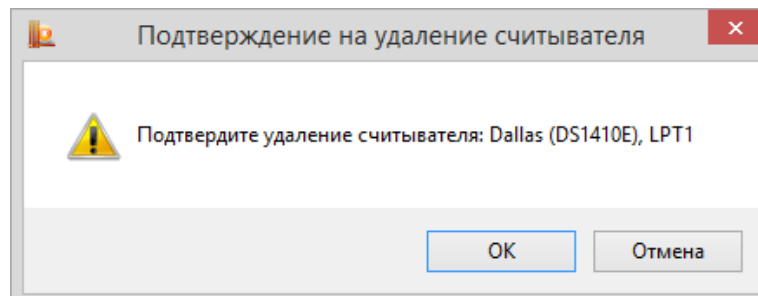 Подтверждение на удаление считывателя
Подтвердите удаление считывателя: Dallas (DS1410E), LPT1
OK
Отмена